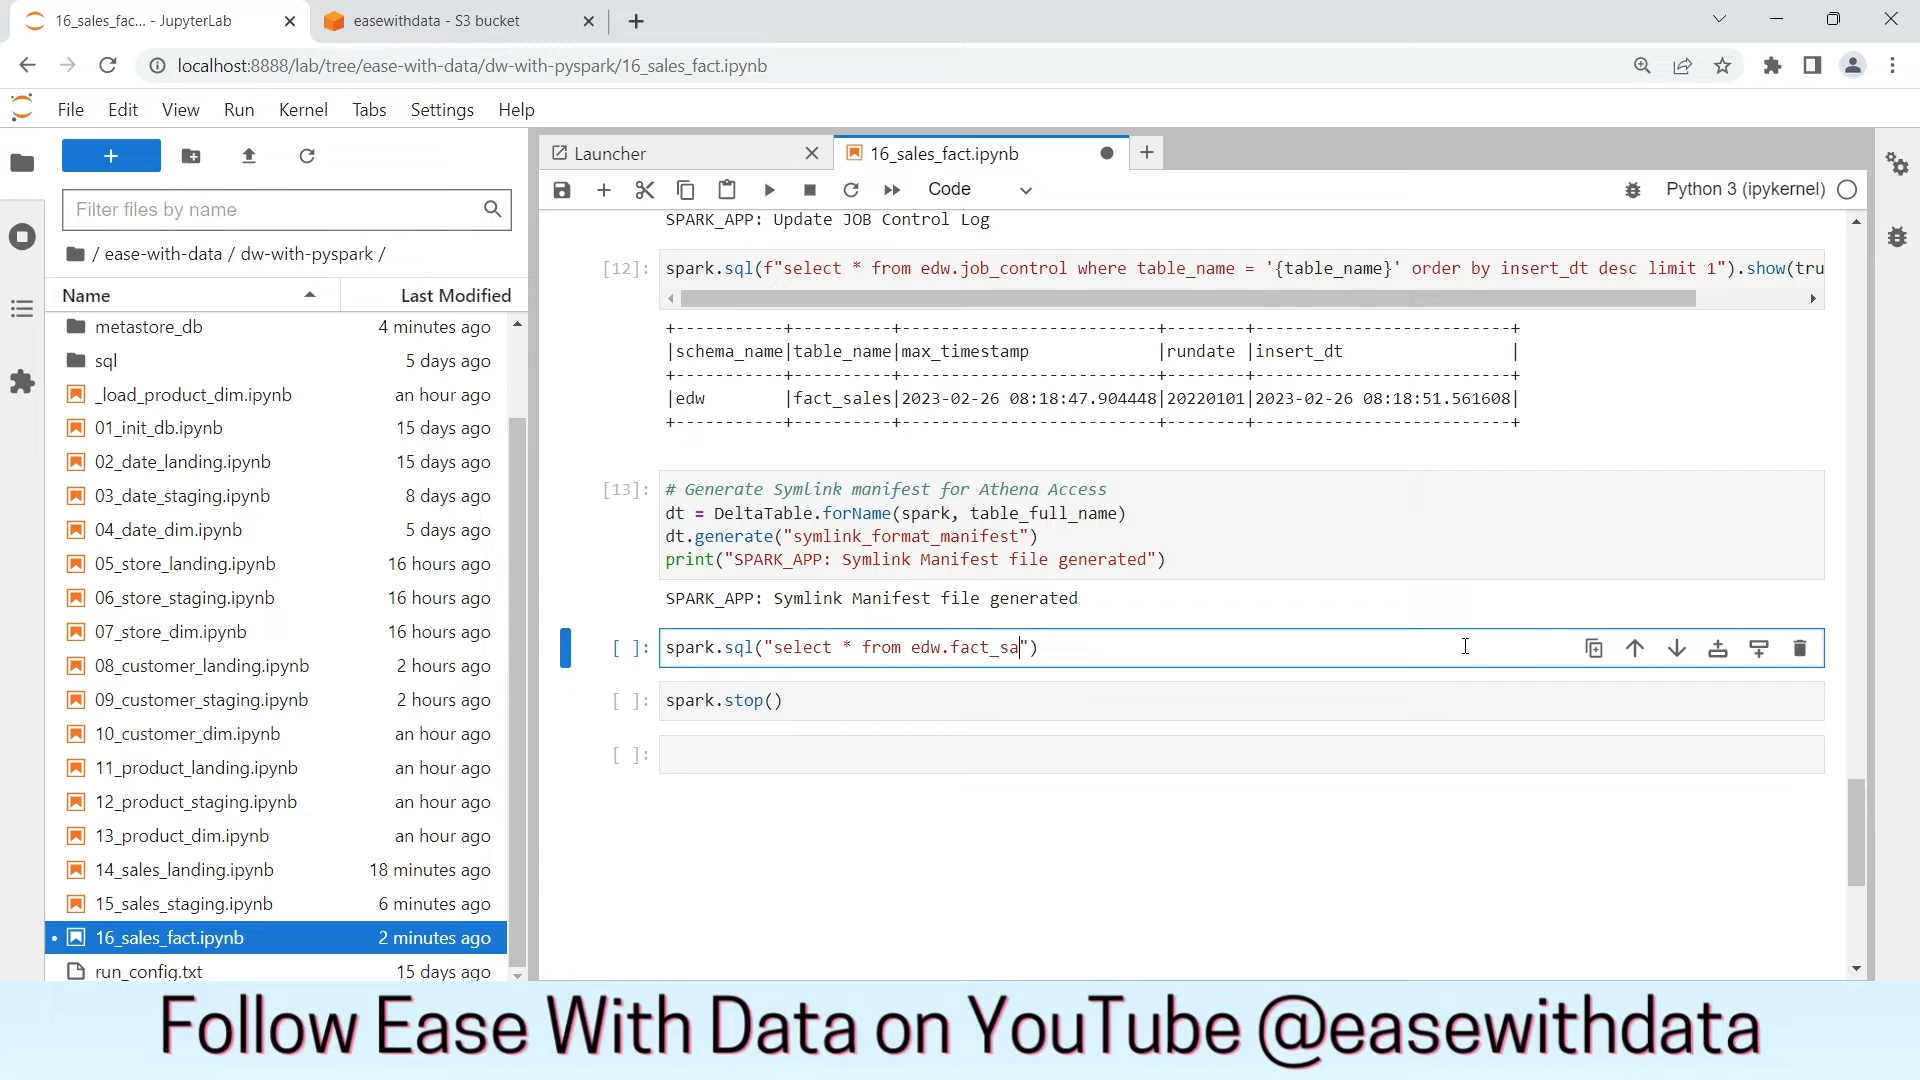 16_sales_fac... - JupyterLab
easewithdata - S3 bucket
localhost:8888/lab/tree/ease-with-data/dw-with-pyspark/16_sales_fact.ipynb
File Edit View Run Kernel Tabs Settings Help
Launcher
16_sales_fact.ipynb
Code
Python 3 (ipykernel)
Filter files by name
/ ease-with-data / dw-with-pyspark /
Name Last Modified
metastore_db 4 minutes ago
sql 5 days ago
_load_product_dim.ipynb an hour ago
01_init_db.ipynb 15 days ago
02_date_landing.ipynb 15 days ago
03_date_staging.ipynb 8 days ago
04_date_dim.ipynb 5 days ago
05_store_landing.ipynb 16 hours ago
06_store_staging.ipynb 16 hours ago
07_store_dim.ipynb 16 hours ago
08_customer_landing.ipynb 2 hours ago
09_customer_staging.ipynb 2 hours ago
10_customer_dim.ipynb an hour ago
11_product_landing.ipynb an hour ago
12_product_staging.ipynb an hour ago
13_product_dim.ipynb an hour ago
14_sales_landing.ipynb 18 minutes ago
15_sales_staging.ipynb 6 minutes ago
16_sales_fact.ipynb 2 minutes ago
run_config.txt 15 days ago
SPARK_APP: Update JOB Control Log
[12]: spark.sql(f"select * from edw.job_control where table_name = '{table_name}' order by insert_dt desc limit 1").show(tru
+-----------+----------+--------------------------+--------+--------------------------+
|schema_name|table_name|max_timestamp             |rundate |insert_dt                 |
+-----------+----------+--------------------------+--------+--------------------------+
|edw        |fact_sales|2023-02-26 08:18:47.904448|20220101|2023-02-26 08:18:51.561608|
+-----------+----------+--------------------------+--------+--------------------------+
[13]: # Generate Symlink manifest for Athena Access
dt = DeltaTable.forName(spark, table_full_name)
dt.generate("symlink_format_manifest")
print("SPARK_APP: Symlink Manifest file generated")
SPARK_APP: Symlink Manifest file generated
[ ]: spark.sql("select * from edw.fact_sa")
[ ]: spark.stop()
[ ]:
Follow Ease With Data on YouTube @easewithdata